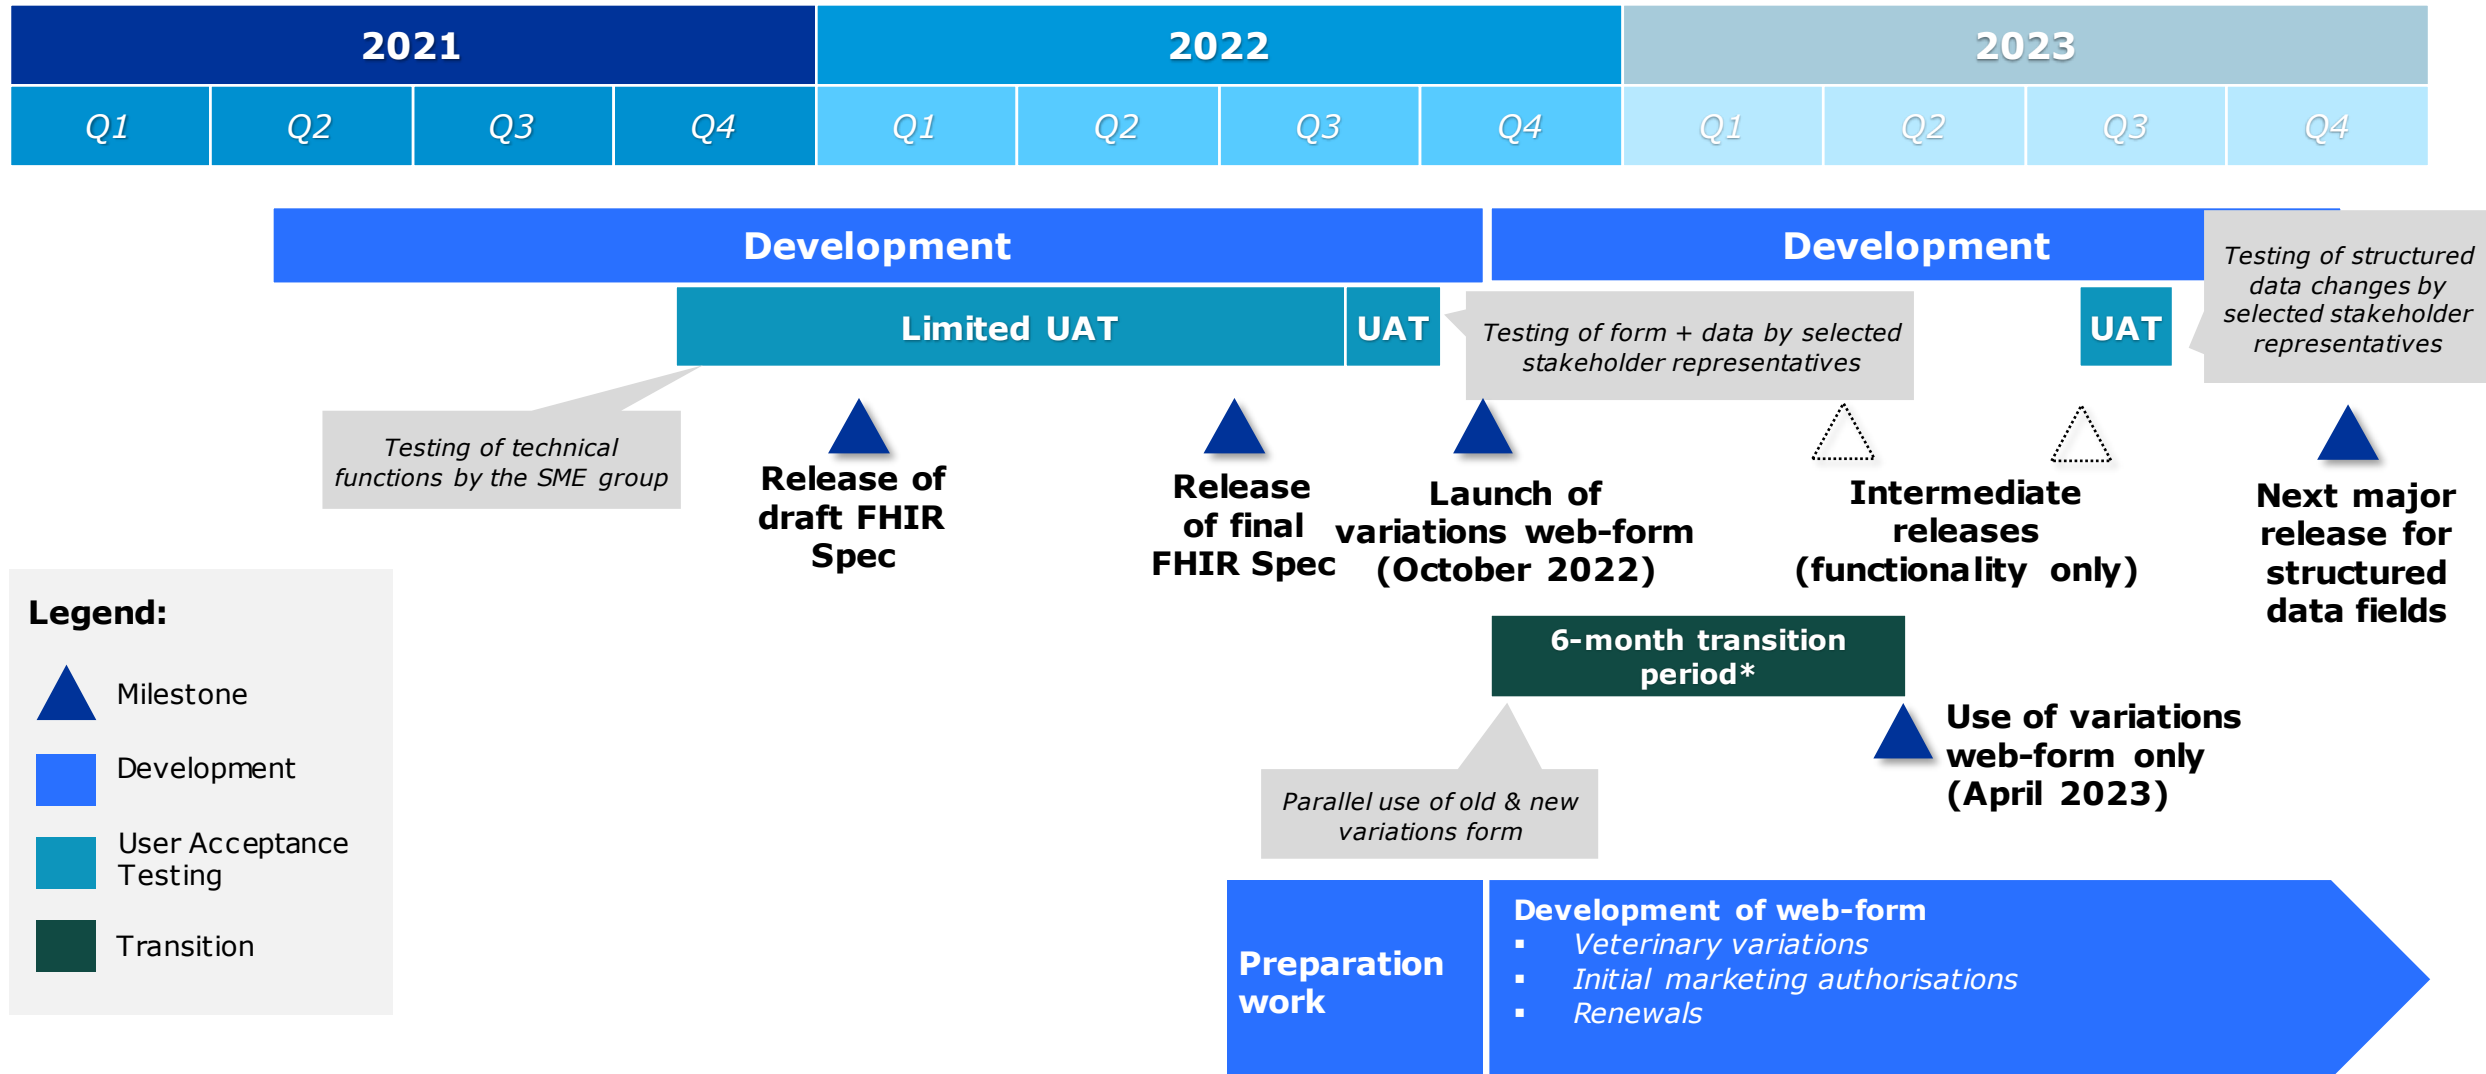 2021
2022
2023
Q1
Q2
Q3
Q4
Q1
Q2
Q3
Q4
Q1
Q2
Q3
Q4
Development
Development
Testing of structured
data changes by
selected stakeholder
representatives
Limited UAT
UAT
Testing of form + data by selected
stakeholder representatives
UAT
Testing of technical
functions by the SME group
Release of
draft FHIR
Spec
Release
of final
FHIR Spec
Launch of
variations web-form
(October 2022)
Intermediate
releases
(functionality only)
Next major
release for
structured
data fields
Legend:
Milestone
Development
User Acceptance
Testing
Transition
6-month transition
period*
Use of variations
web-form only
(April 2023)
Parallel use of old & new
variations form
Preparation
work
Development of web-form
▪ Veterinary variations
▪ Initial marketing authorisations
▪ Renewals